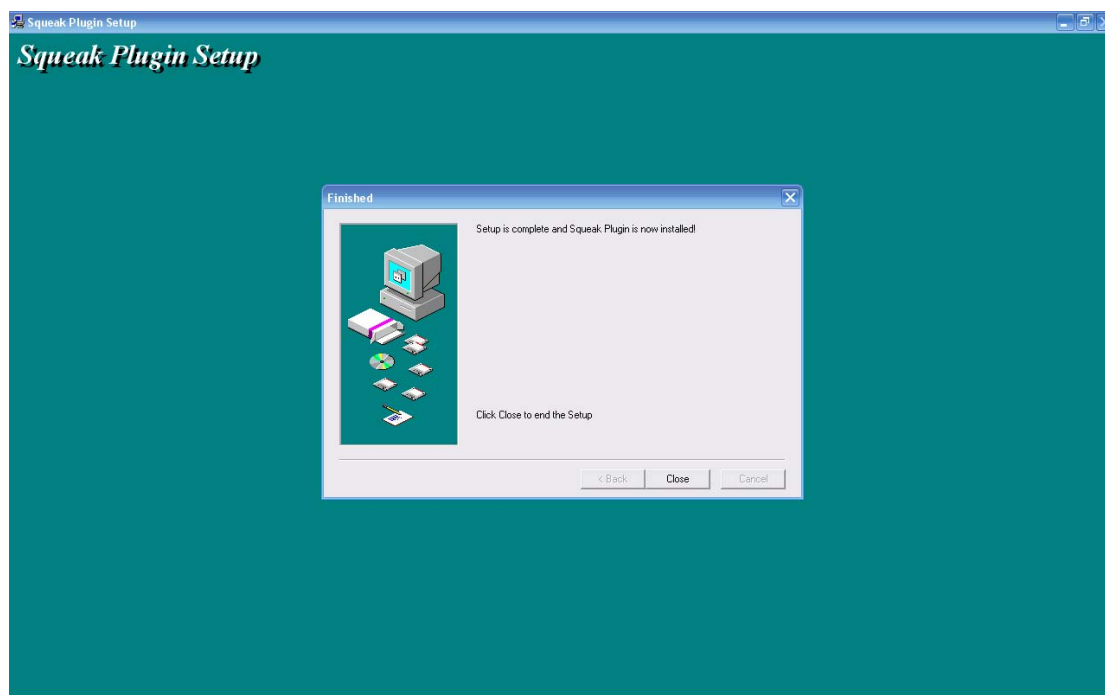 Squeak Plugin Setup
Squeak Plugin Setup
Finished
Setup is complete and Squeak Plugin is now installed!
Click Close to end the Setup
< Back Close Cancel